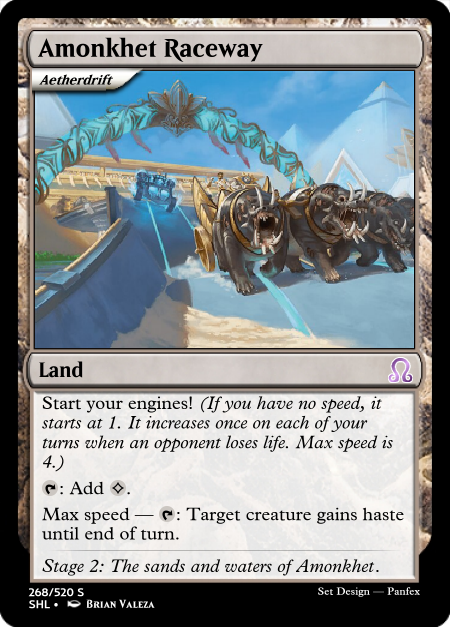 Amonkhet Raceway
Aetherdrift
Land
Start your engines! (If you have no speed, it
starts at 1. It increases once on each of your
turns when an opponent loses life. Max speed is
4.)
: Add .
Max speed — : Target creature gains haste
until end of turn.
Stage 2: The sands and waters of Amonkhet.
268/520 S
Set Design — Panfex
SHL • Brian Valeza